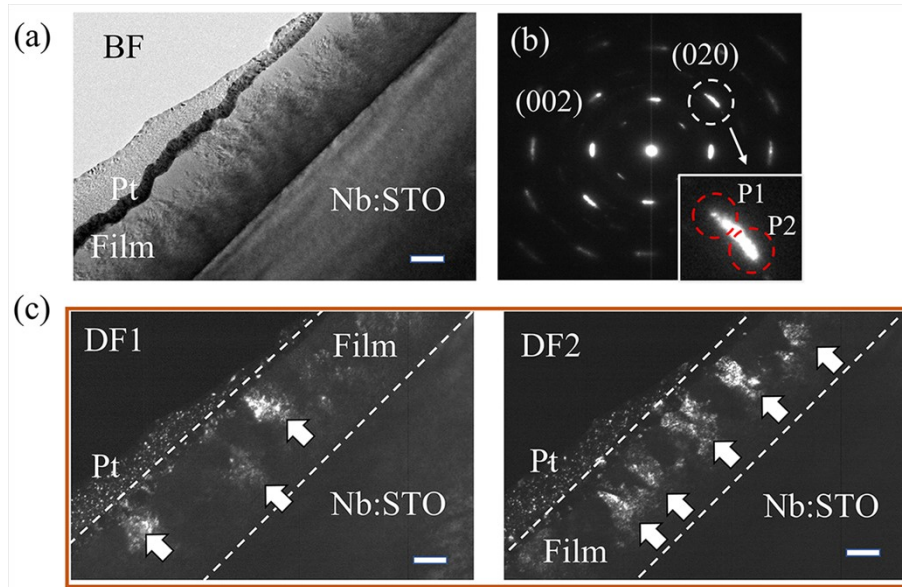 (a)
BF
Pt
Film
Nb:STO
(b)
(020)
(002)
P1
P2
(c)
DF1
Film
Pt
Nb:STO
DF2
Pt
Nb:STO
Film